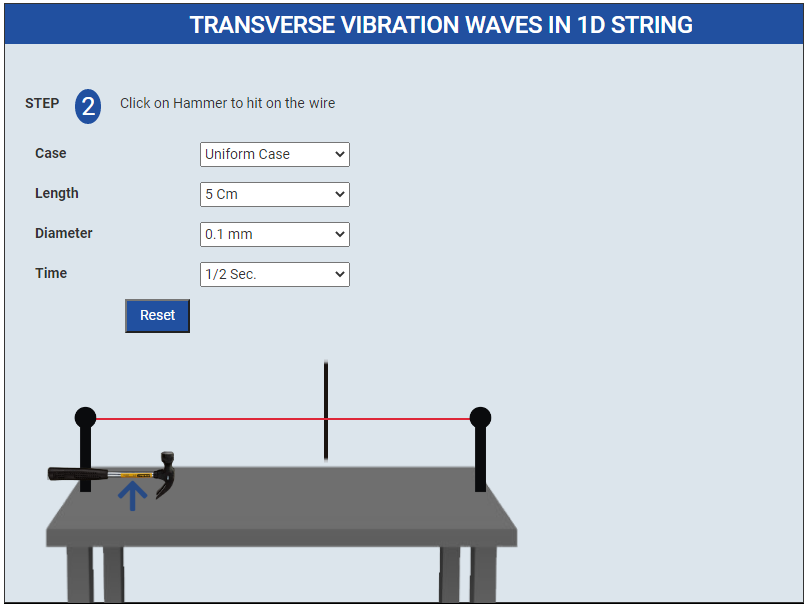 TRANSVERSE VIBRATION WAVES IN 1D STRING
STEP 2 Click on Hammer to hit on the wire
Case Uniform Case
Length 5 Cm
Diameter 0.1 mm
Time 1/2 Sec.
Reset